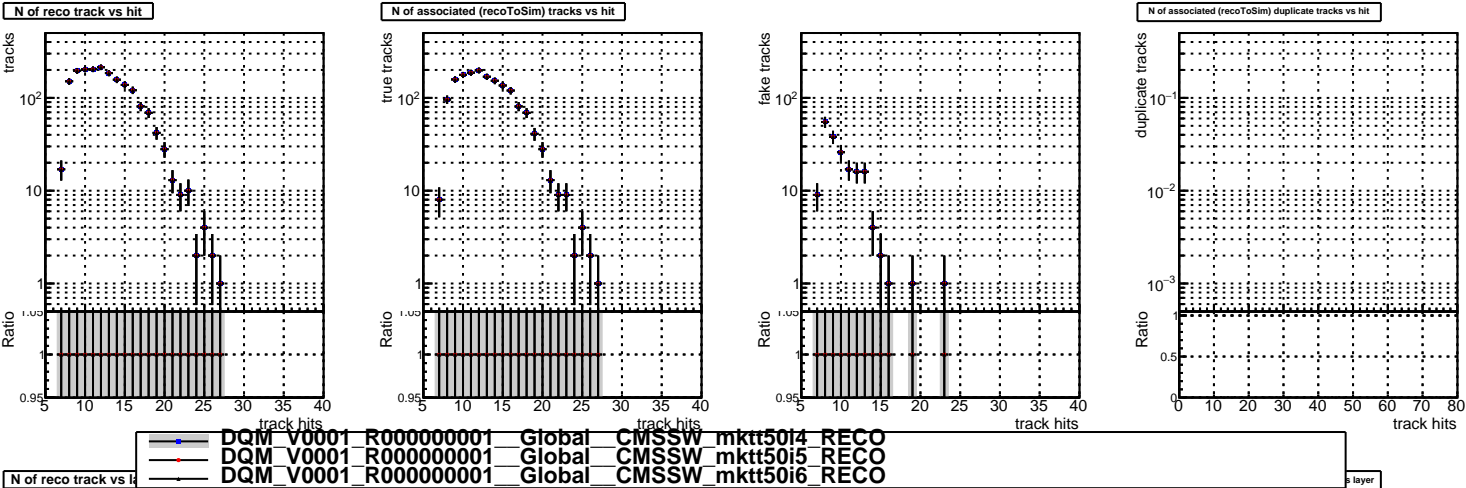 N of reco track vs hit
N of associated (recoToSim) tracks vs hit
N of associated (recoToSim) duplicate tracks vs hit
tracks
10²
10
1
true tracks
10²
10
1
fake tracks
10²
10
1
duplicate tracks
10⁻¹
10⁻²
10⁻³
Ratio
1.05
1
0.95
5 10 15 20 25 30 35 40
track hits
Ratio
1.05
1
0.95
5 10 15 20 25 30 35 40
track hits
Ratio
1.05
1
0.95
5 10 15 20 25 30 35 40
track hits
Ratio
1
0.5
0
0 10 20 30 40 50 60 70 80
track hits
DQM_V0001_R000000001__Global__CMSSW_mktt50i4_RECO
DQM_V0001_R000000001__Global__CMSSW_mktt50i5_RECO
DQM_V0001_R000000001__Global__CMSSW_mktt50i6_RECO
N of reco track vs la
s layer